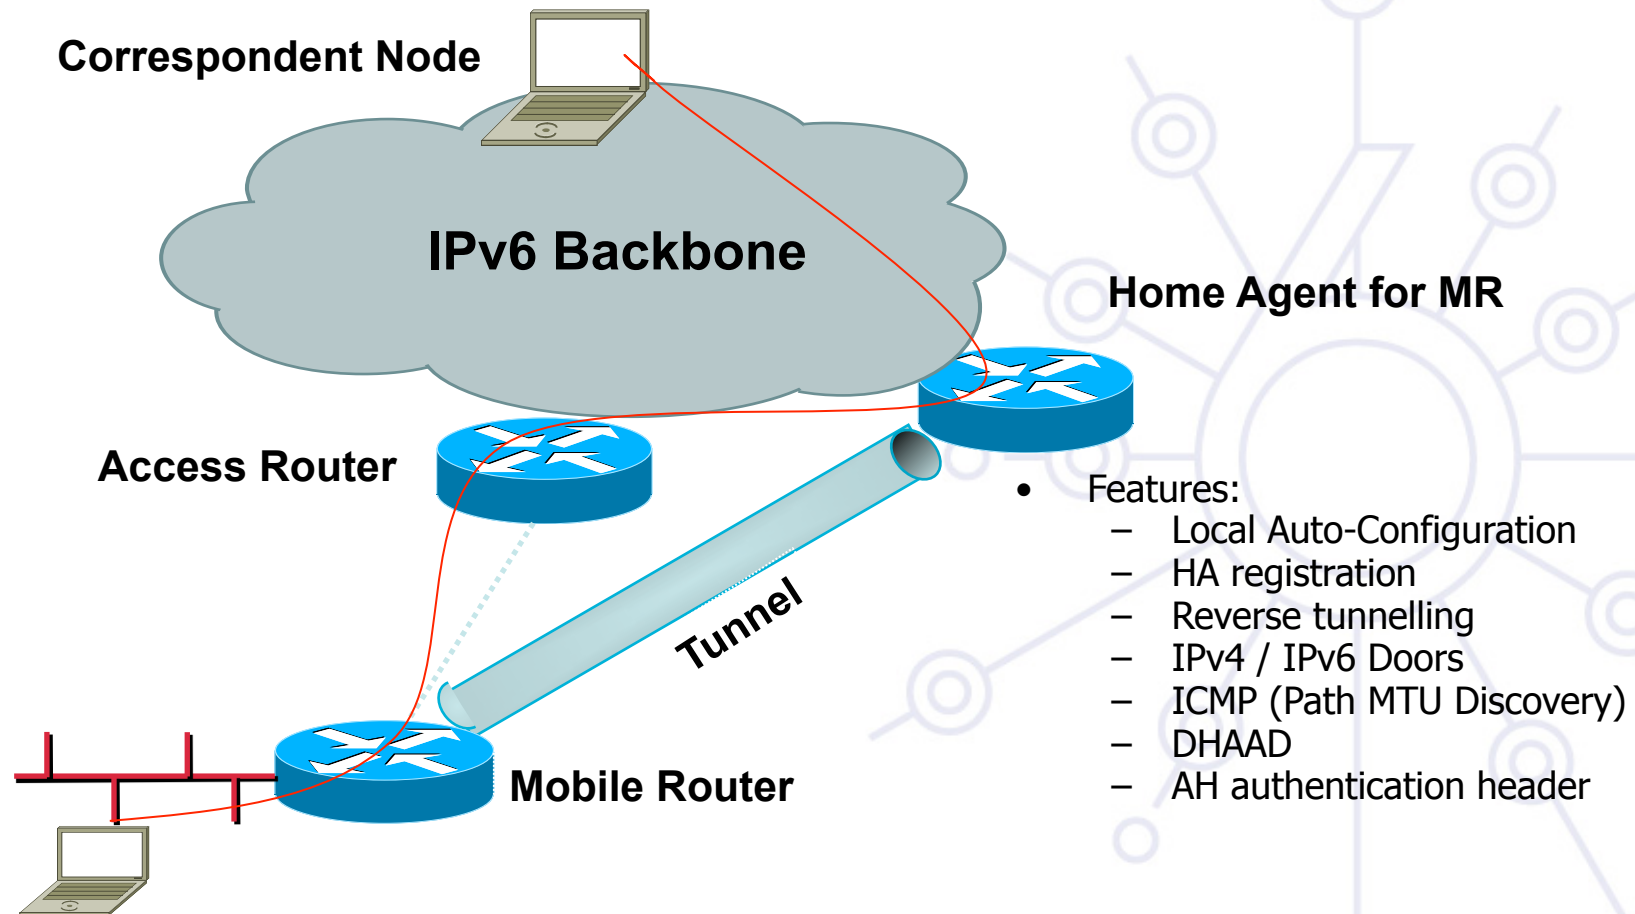 Correspondent Node
IPv6 Backbone
Home Agent for MR
Access Router
Tunnel
Mobile Router
• Features:
– Local Auto-Configuration
– HA registration
– Reverse tunnelling
– IPv4 / IPv6 Doors
– ICMP (Path MTU Discovery)
– DHAAD
– AH authentication header